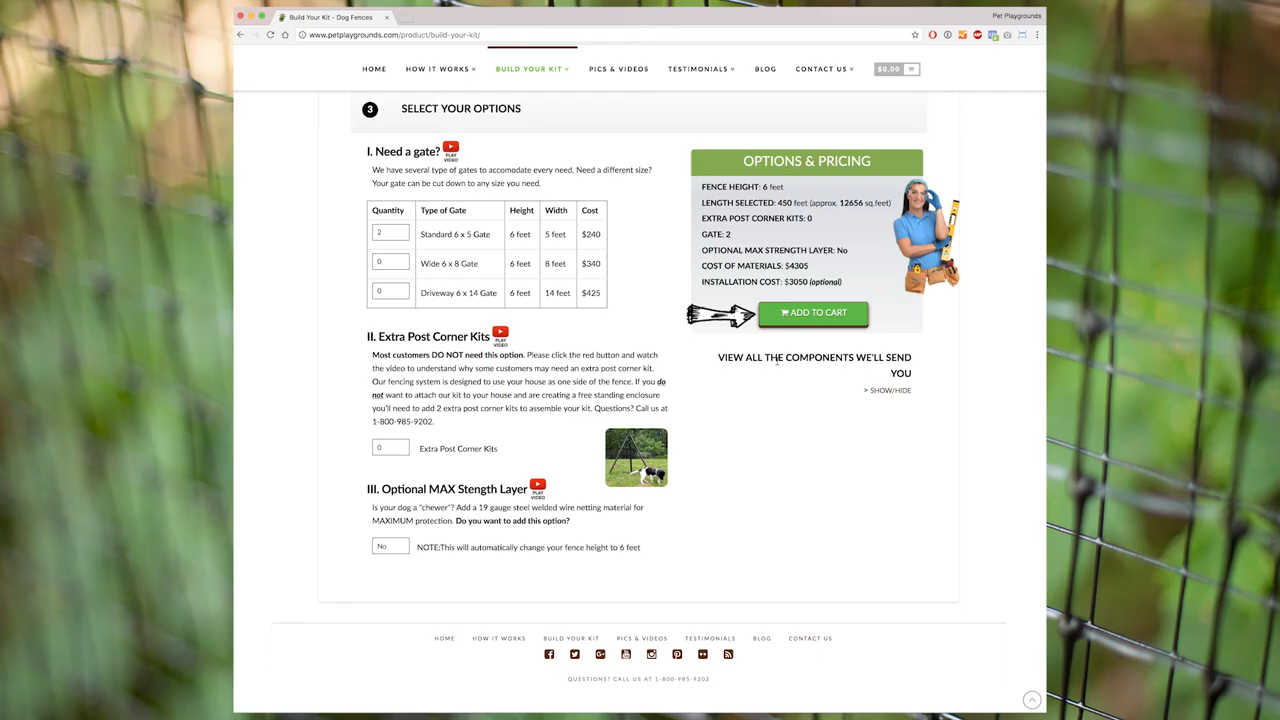 Build Your Kit - Dog Fences
Pet Playgrounds
www.petplaygrounds.com/product/build-your-kit/
HOME HOW IT WORKS BUILD YOUR KIT PICS & VIDEOS TESTIMONIALS BLOG CONTACT US $0.00
3 SELECT YOUR OPTIONS
I. Need a gate?
PLAY
VIDEO
We have several type of gates to accomodate every need. Need a different size?
Your gate can be cut down to any size you need.
Quantity Type of Gate Height Width Cost
2 Standard 6 x 5 Gate 6 feet 5 feet $240
0 Wide 6 x 8 Gate 6 feet 8 feet $340
0 Driveway 6 x 14 Gate 6 feet 14 feet $425
II. Extra Post Corner Kits
PLAY
VIDEO
Most customers DO NOT need this option. Please click the red button and watch
the video to understand why some customers may need an extra post corner kit.
Our fencing system is designed to use your house as one side of the fence. If you do
not want to attach our kit to your house and are creating a free standing enclosure
you'll need to add 2 extra post corner kits to assemble your kit. Questions? Call us at
1-800-985-9202.
0 Extra Post Corner Kits
III. Optional MAX Stength Layer
PLAY
VIDEO
Is your dog a "chewer"? Add a 19 gauge steel welded wire netting material for
MAXIMUM protection. Do you want to add this option?
No NOTE:This will automatically change your fence height to 6 feet
OPTIONS & PRICING
FENCE HEIGHT: 6 feet
LENGTH SELECTED: 450 feet (approx. 12656 sq.feet)
EXTRA POST CORNER KITS: 0
GATE: 2
OPTIONAL MAX STRENGTH LAYER: No
COST OF MATERIALS: $4305
INSTALLATION COST: $3050 (optional)
ADD TO CART
VIEW ALL THE COMPONENTS WE'LL SEND
YOU
> SHOW/HIDE
HOME HOW IT WORKS BUILD YOUR KIT PICS & VIDEOS TESTIMONIALS BLOG CONTACT US
QUESTIONS? CALL US AT 1-800-985-9202